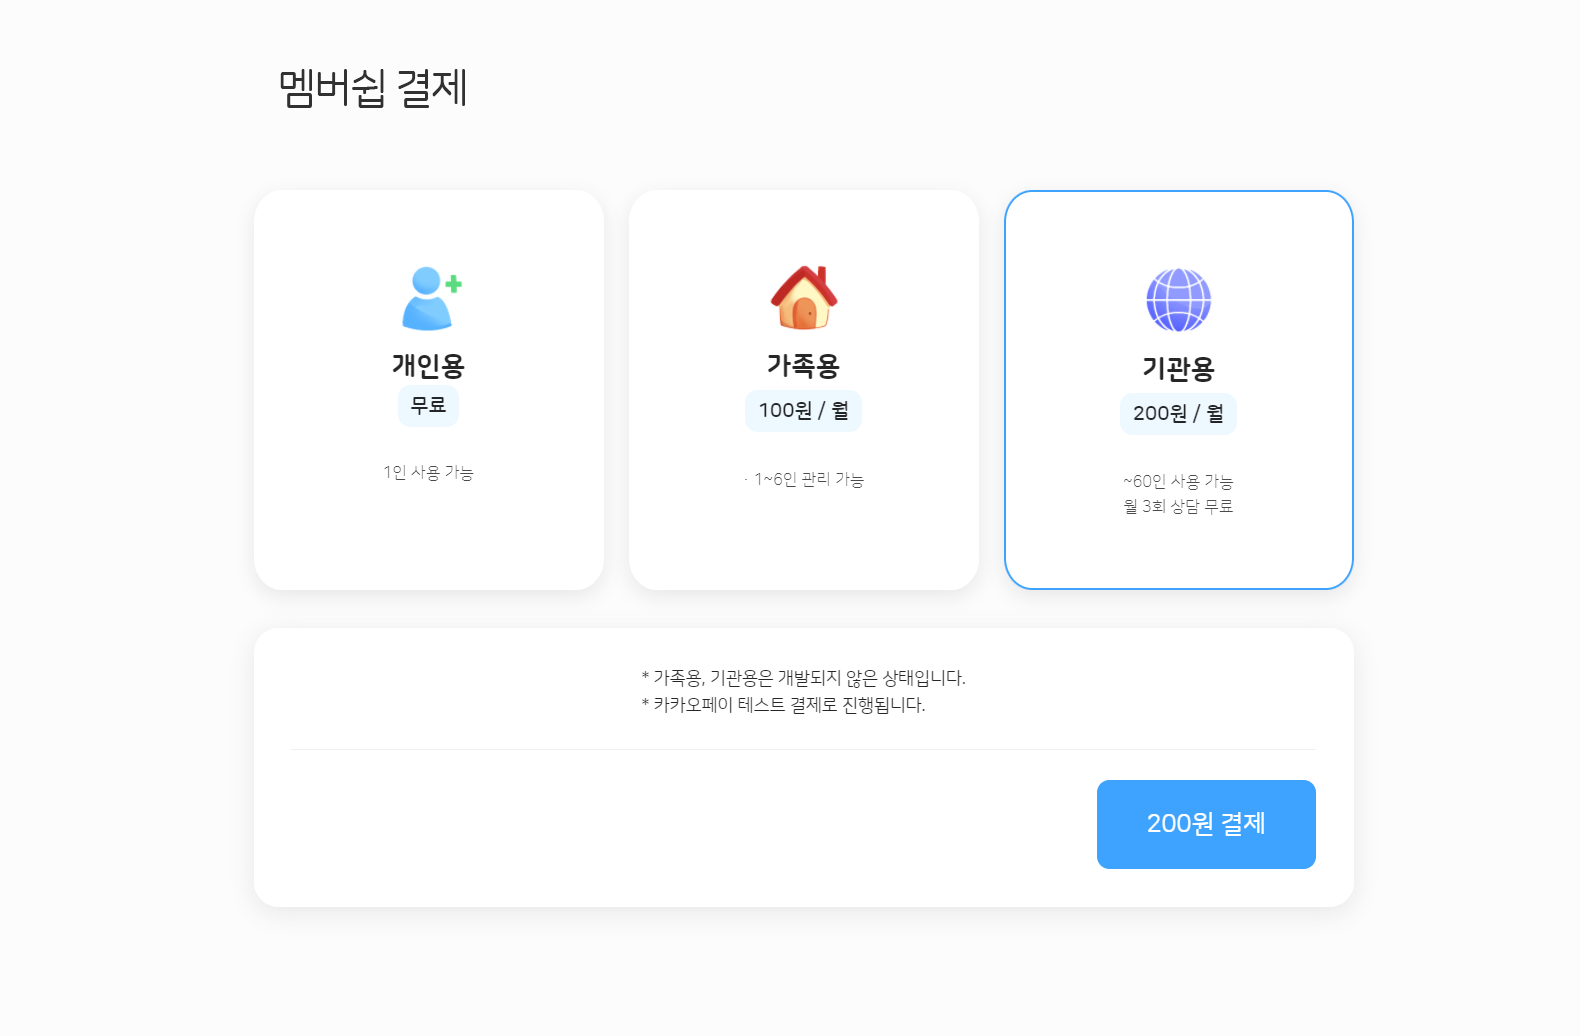 멤버쉽 결제
개인용
무료
1인 사용 가능
가족용
100원 / 월
· 1~6인 관리 가능
기관용
200원 / 월
~60인 사용 가능
월 3회 상담 무료
* 가족용, 기관용은 개발되지 않은 상태입니다.
* 카카오페이 테스트 결제로 진행됩니다.
200원 결제